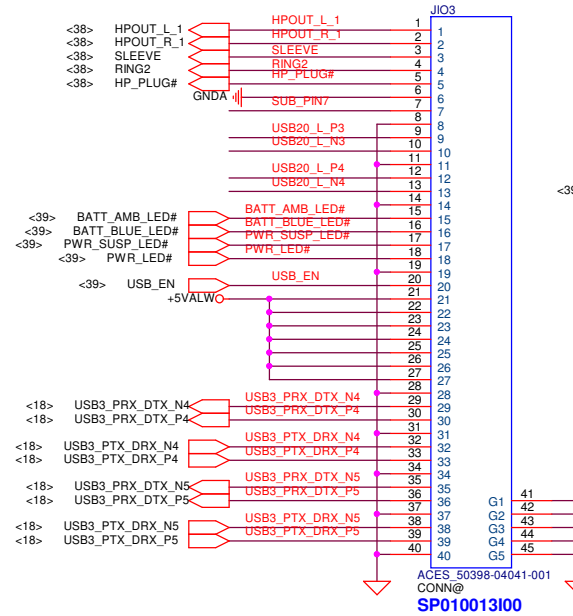 JIO3
<38> HPOUT_L_1 HPOUT_L_1 1 1
<38> HPOUT_R_1 HPOUT_R_1 2 2
<38> SLEEVE SLEEVE 3 3
<38> RING2 RING2 4 4
<38> HP_PLUG# HP_PLUG# 5 5
GNDA 6 6
SUB_PIN7 7 7
8 8
USB20_L_P3 9 9
USB20_L_N3 10 10
11 11
USB20_L_P4 12 12
USB20_L_N4 13 13
14 14 <39
<39> BATT_AMB_LED# BATT_AMB_LED# 15 15
<39> BATT_BLUE_LED# BATT_BLUE_LED# 16 16
<39> PWR_SUSP_LED# PWR_SUSP_LED# 17 17
<39> PWR_LED# PWR_LED# 18 18
19 19
<39> USB_EN USB_EN 20 20
+5VALW 21 21
22 22
23 23
24 24
25 25
26 26
27 27
28 28
<18> USB3_PRX_DTX_N4 USB3_PRX_DTX_N4 29 29
<18> USB3_PRX_DTX_P4 USB3_PRX_DTX_P4 30 30
31 31
<18> USB3_PTX_DRX_N4 USB3_PTX_DRX_N4 32 32
<18> USB3_PTX_DRX_P4 USB3_PTX_DRX_P4 33 33
34 34
<18> USB3_PRX_DTX_N5 USB3_PRX_DTX_N5 35 35
<18> USB3_PRX_DTX_P5 USB3_PRX_DTX_P5 36 36 G1 41
37 37 G2 42
<18> USB3_PTX_DRX_N5 USB3_PTX_DRX_N5 38 38 G3 43
<18> USB3_PTX_DRX_P5 USB3_PTX_DRX_P5 39 39 G4 44
40 40 G5 45
ACES_50398-04041-001
CONN@
SP010013I00